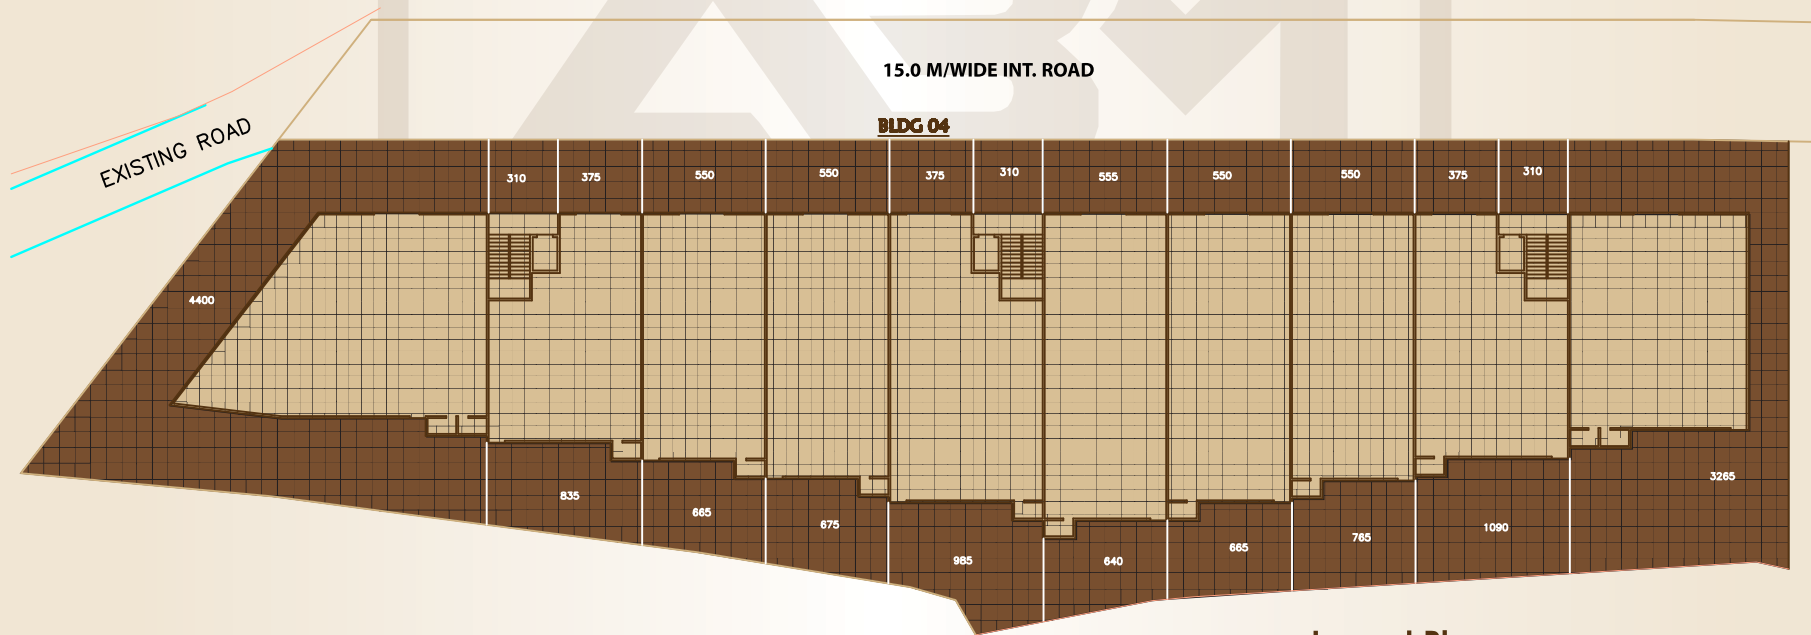 15.0 M/WIDE INT. ROAD
BLDG 04
EXISTING ROAD
310 375 550 550 375 310 555 550 550 375 310
4400
835 665 675 985 640 665 765 1090 3265